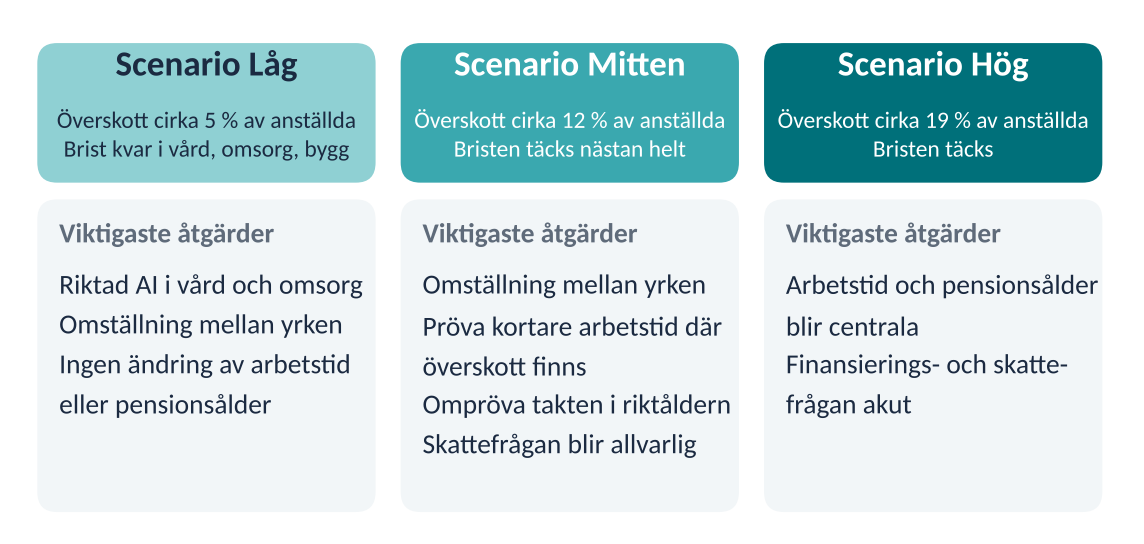 Scenario Låg
Överskott cirka 5 % av anställda
Brist kvar i vård, omsorg, bygg
Viktigaste åtgärder
Riktad AI i vård och omsorg
Omställning mellan yrken
Ingen ändring av arbetstid
eller pensionsålder
Scenario Mitten
Överskott cirka 12 % av anställda
Bristen täcks nästan helt
Viktigaste åtgärder
Omställning mellan yrken
Pröva kortare arbetstid där
överskott finns
Ompröva takten i riktåldern
Skattefrågan blir allvarlig
Scenario Hög
Överskott cirka 19 % av anställda
Bristen täcks
Viktigaste åtgärder
Arbetstid och pensionsålder
blir centrala
Finansierings- och skatte-
frågan akut